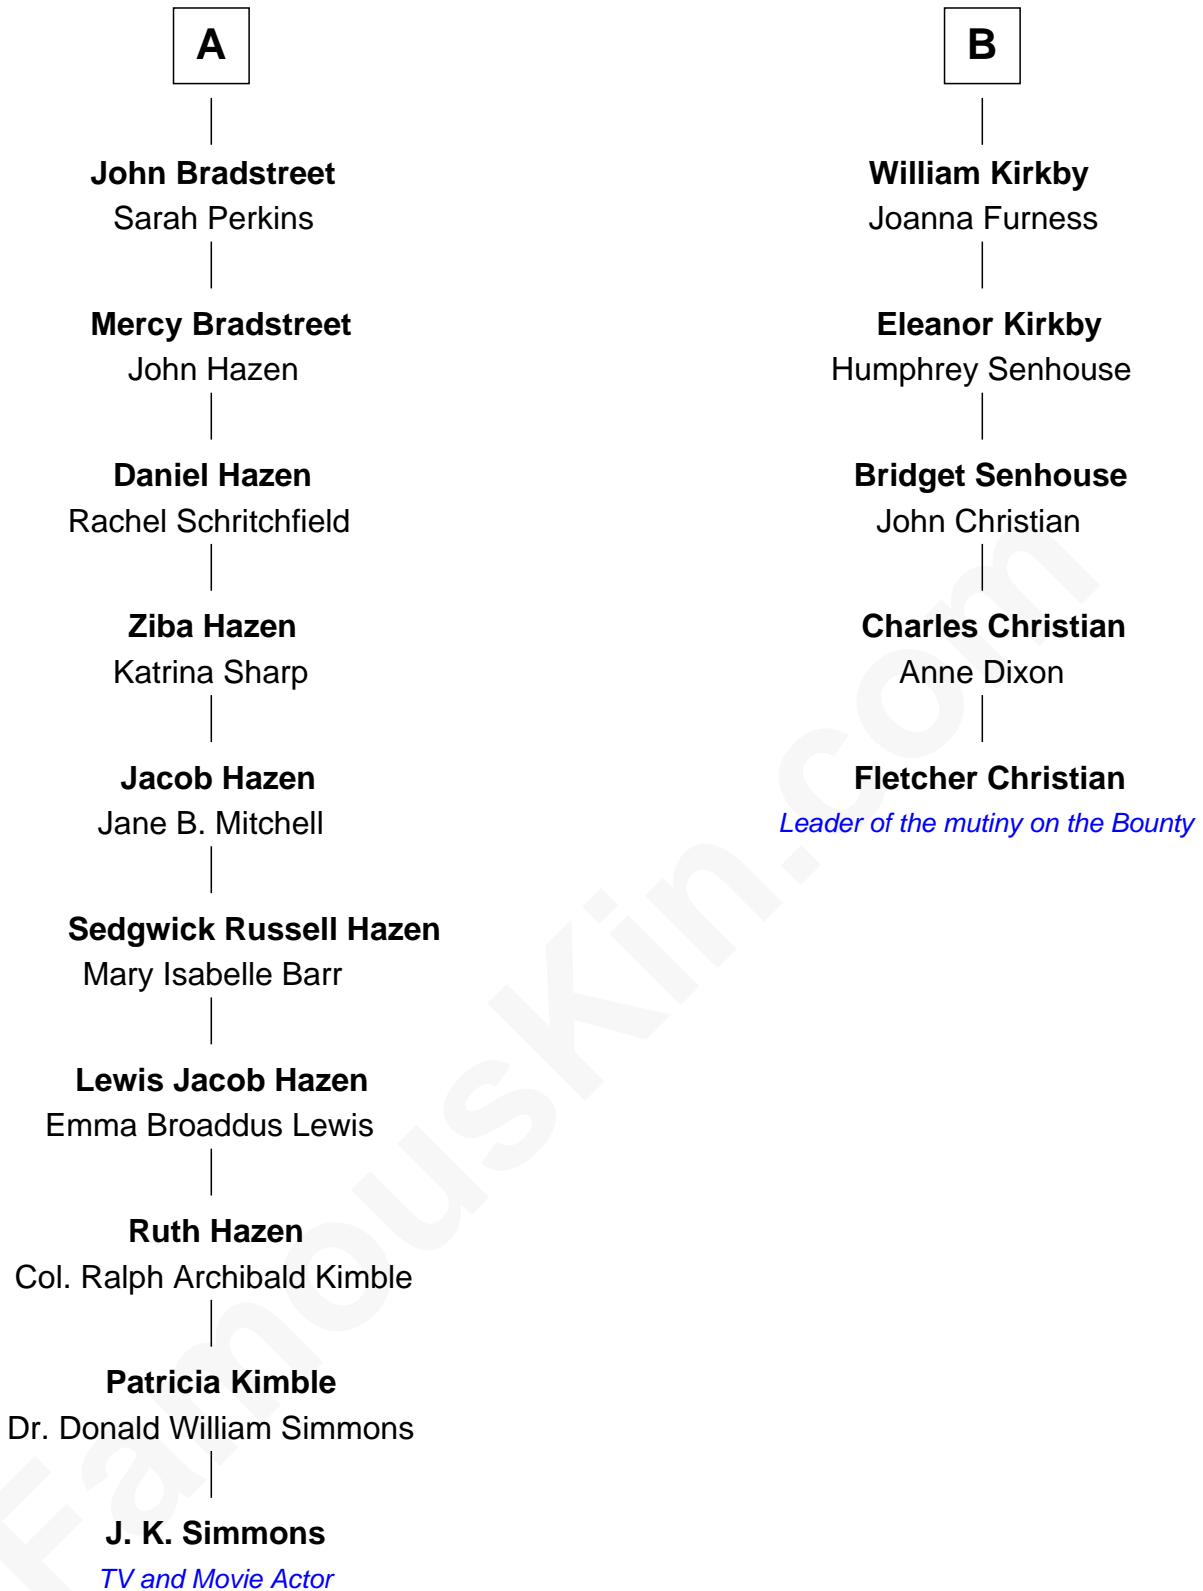 A
John Bradstreet
Sarah Perkins
Mercy Bradstreet
John Hazen
Daniel Hazen
Rachel Schritchfield
Ziba Hazen
Katrina Sharp
Jacob Hazen
Jane B. Mitchell
Sedgwick Russell Hazen
Mary Isabelle Barr
Lewis Jacob Hazen
Emma Broaddus Lewis
Ruth Hazen
Col. Ralph Archibald Kimble
Patricia Kimble
Dr. Donald William Simmons
J. K. Simmons
TV and Movie Actor
B
William Kirkby
Joanna Furness
Eleanor Kirkby
Humphrey Senhouse
Bridget Senhouse
John Christian
Charles Christian
Anne Dixon
Fletcher Christian
Leader of the mutiny on the Bounty
FamousKin.com